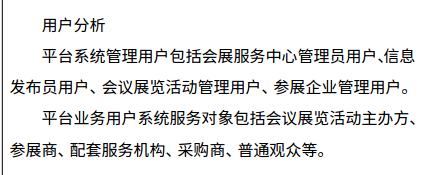 用户分析
平台系统管理用户包括会展服务中心管理员用户、信息
发布员用户、会议展览活动管理用户、参展企业管理用户。
平台业务用户系统服务对象包括会议展览活动主办方、
参展商、配套服务机构、采购商、普通观众等。